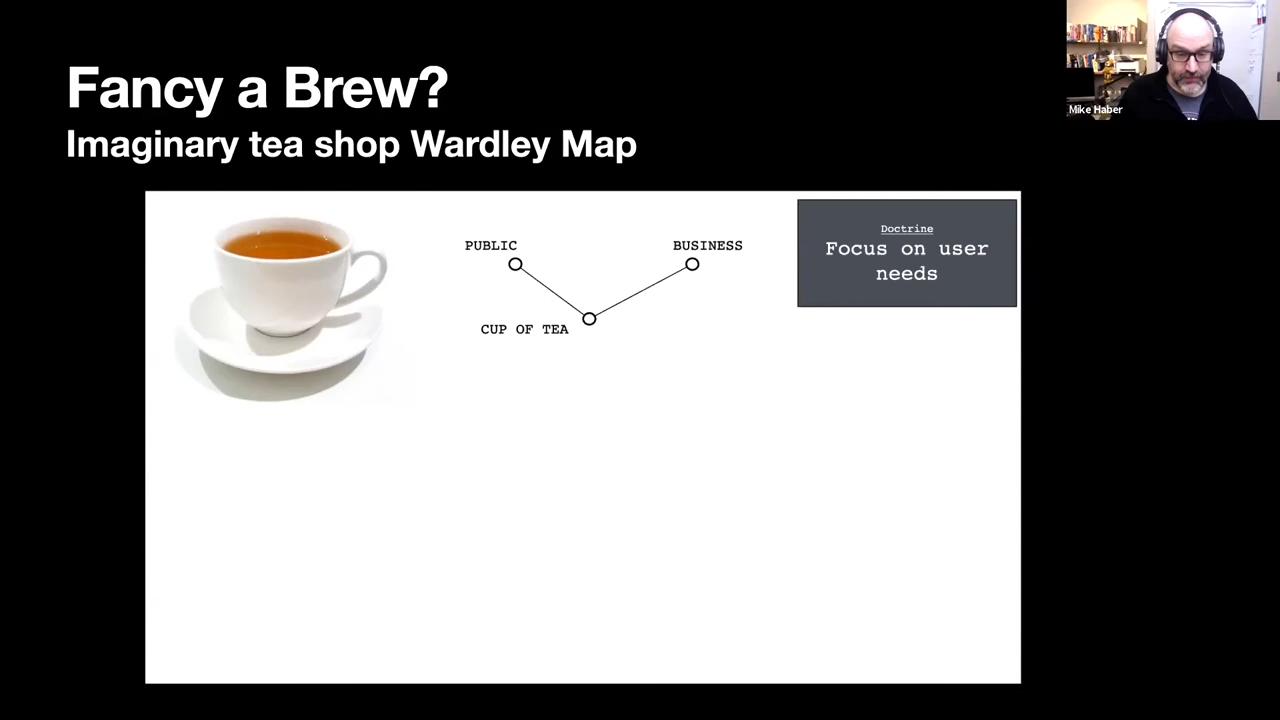 Fancy a Brew?
Imaginary tea shop Wardley Map
Mike Haber
PUBLIC
BUSINESS
CUP OF TEA
Doctrine
Focus on user
needs